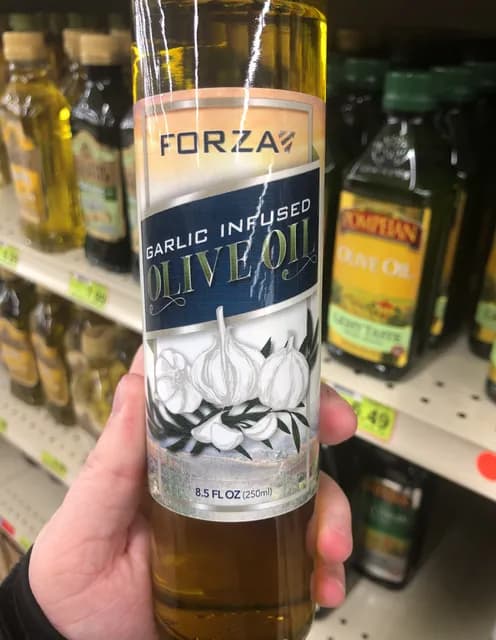 FORZA
GARLIC INFUSED
OLIVE OIL
8.5 FL OZ (250ml)
POMPEIAN
OLIVE OIL
LIGHT TASTE
49